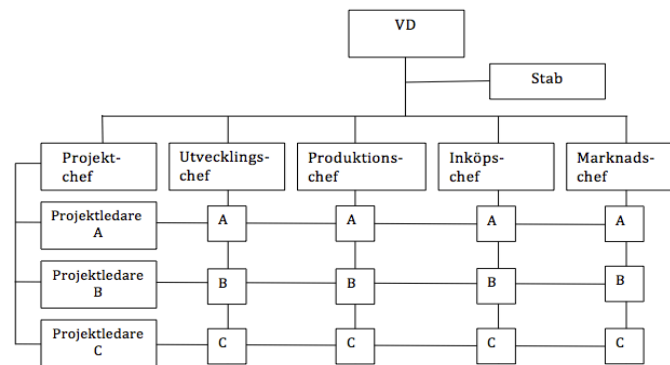 VD
Stab
Projekt-
chef
Utvecklings-
chef
Produktions-
chef
Inköps-
chef
Marknads-
chef
Projektledare
A
A
A
A
A
Projektledare
B
B
B
B
B
Projektledare
C
C
C
C
C